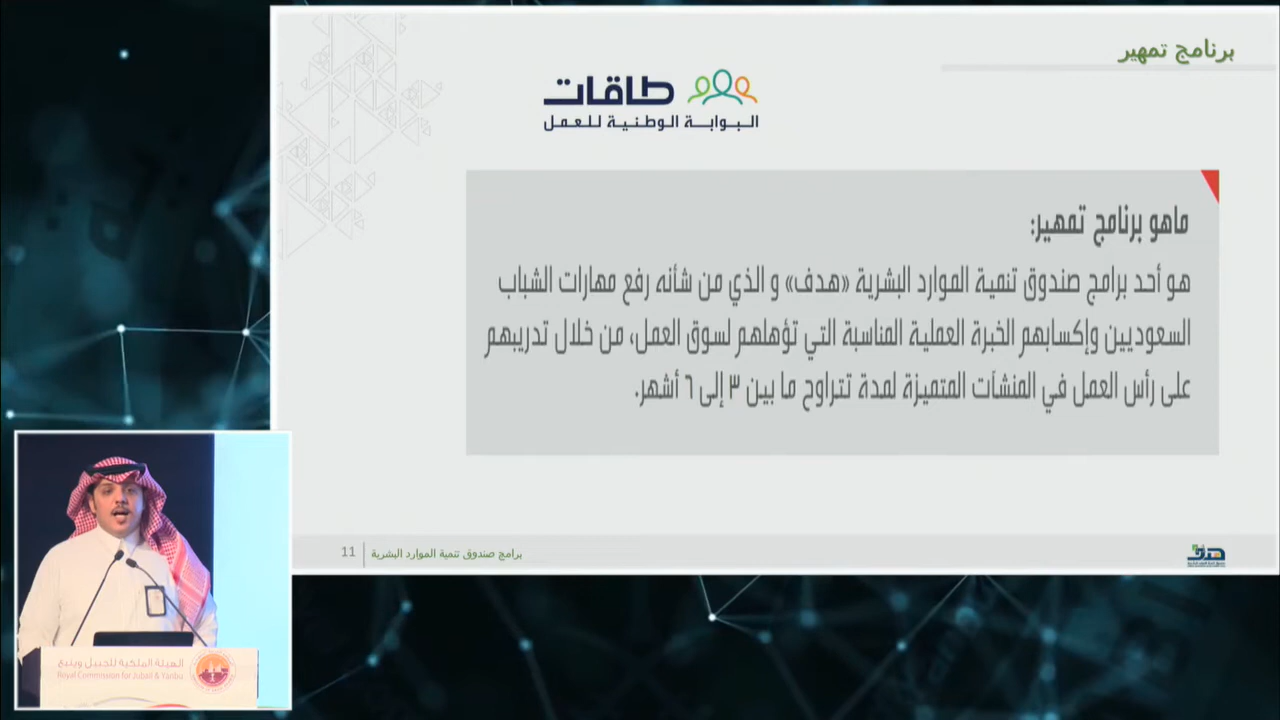 برنامج تمهير
طاقات
البوابة الوطنية للعمل
ماهو برنامج تمهير:
هو أحد برامج صندوق تنمية الموارد البشرية «هدف» و الذي من شأنه رفع مهارات الشباب
السعوديين وإكسابهم الخبرة العملية المناسبة التي تؤهلهم لسوق العمل، من خلال تدريبهم
على رأس العمل في المنشآت المتميزة لمدة تتراوح ما بين ٣ إلى ٦ أشهر.
برامج صندوق تنمية الموارد البشرية 11
هدف
الهيئة الملكية للجبيل وينبع
Royal Commission for Jubail & Yanbu